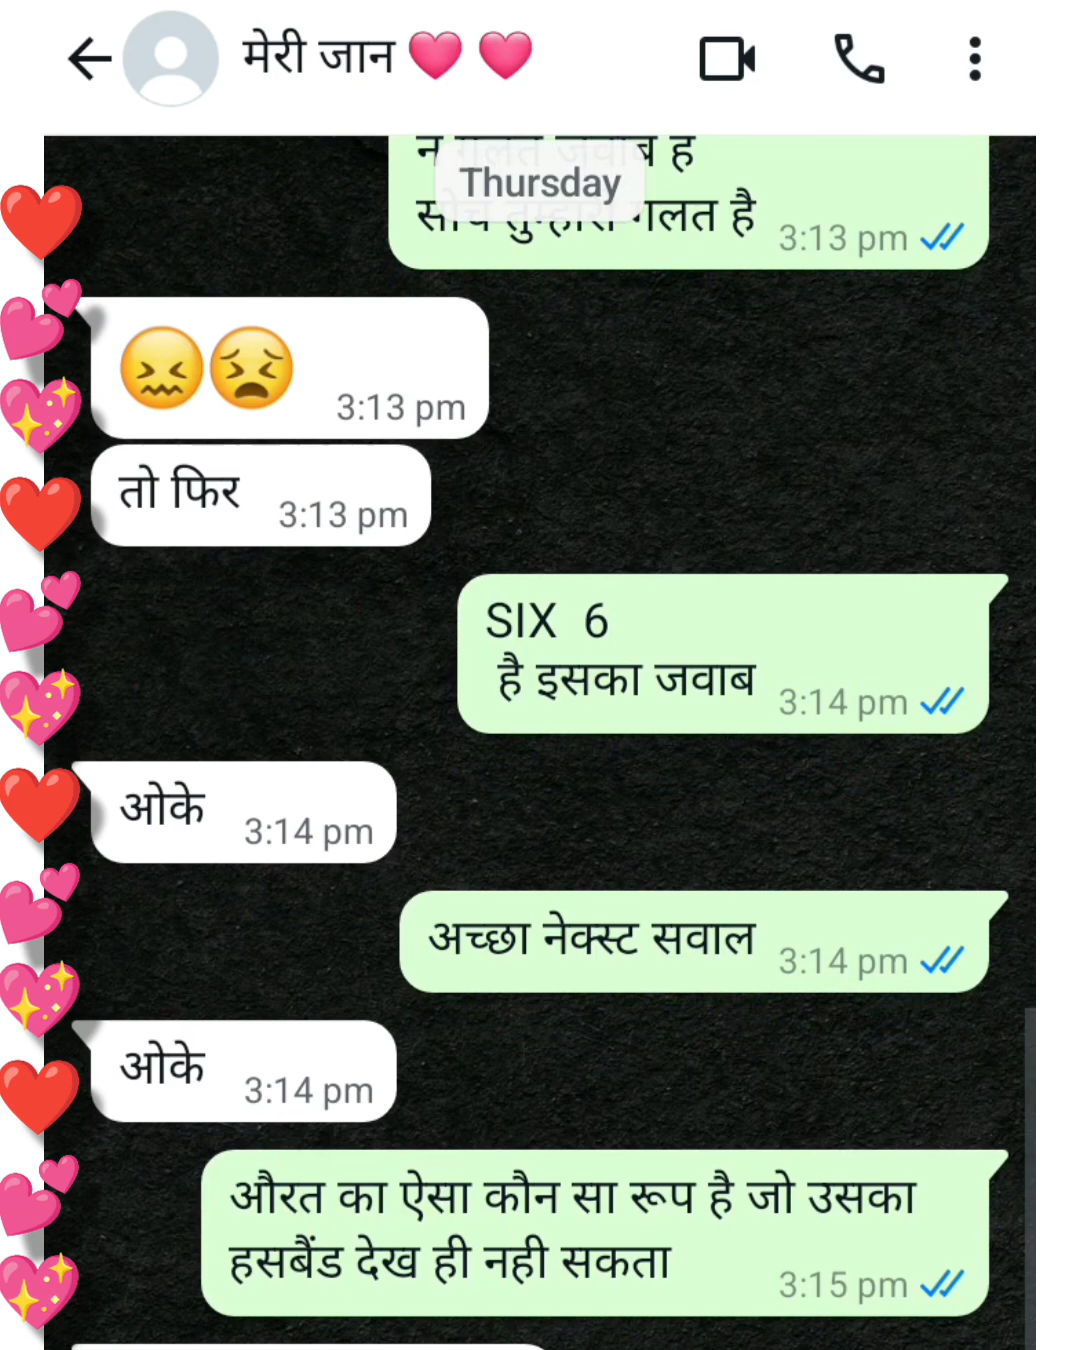 मेरी जान
Thursday
है
गलत है 3:13 pm
3:13 pm
तो फिर 3:13 pm
SIX 6
है इसका जवाब 3:14 pm
ओके 3:14 pm
अच्छा नेक्स्ट सवाल 3:14 pm
ओके 3:14 pm
औरत का ऐसा कौन सा रूप है जो उसका
हसबैंड देख ही नही सकता 3:15 pm